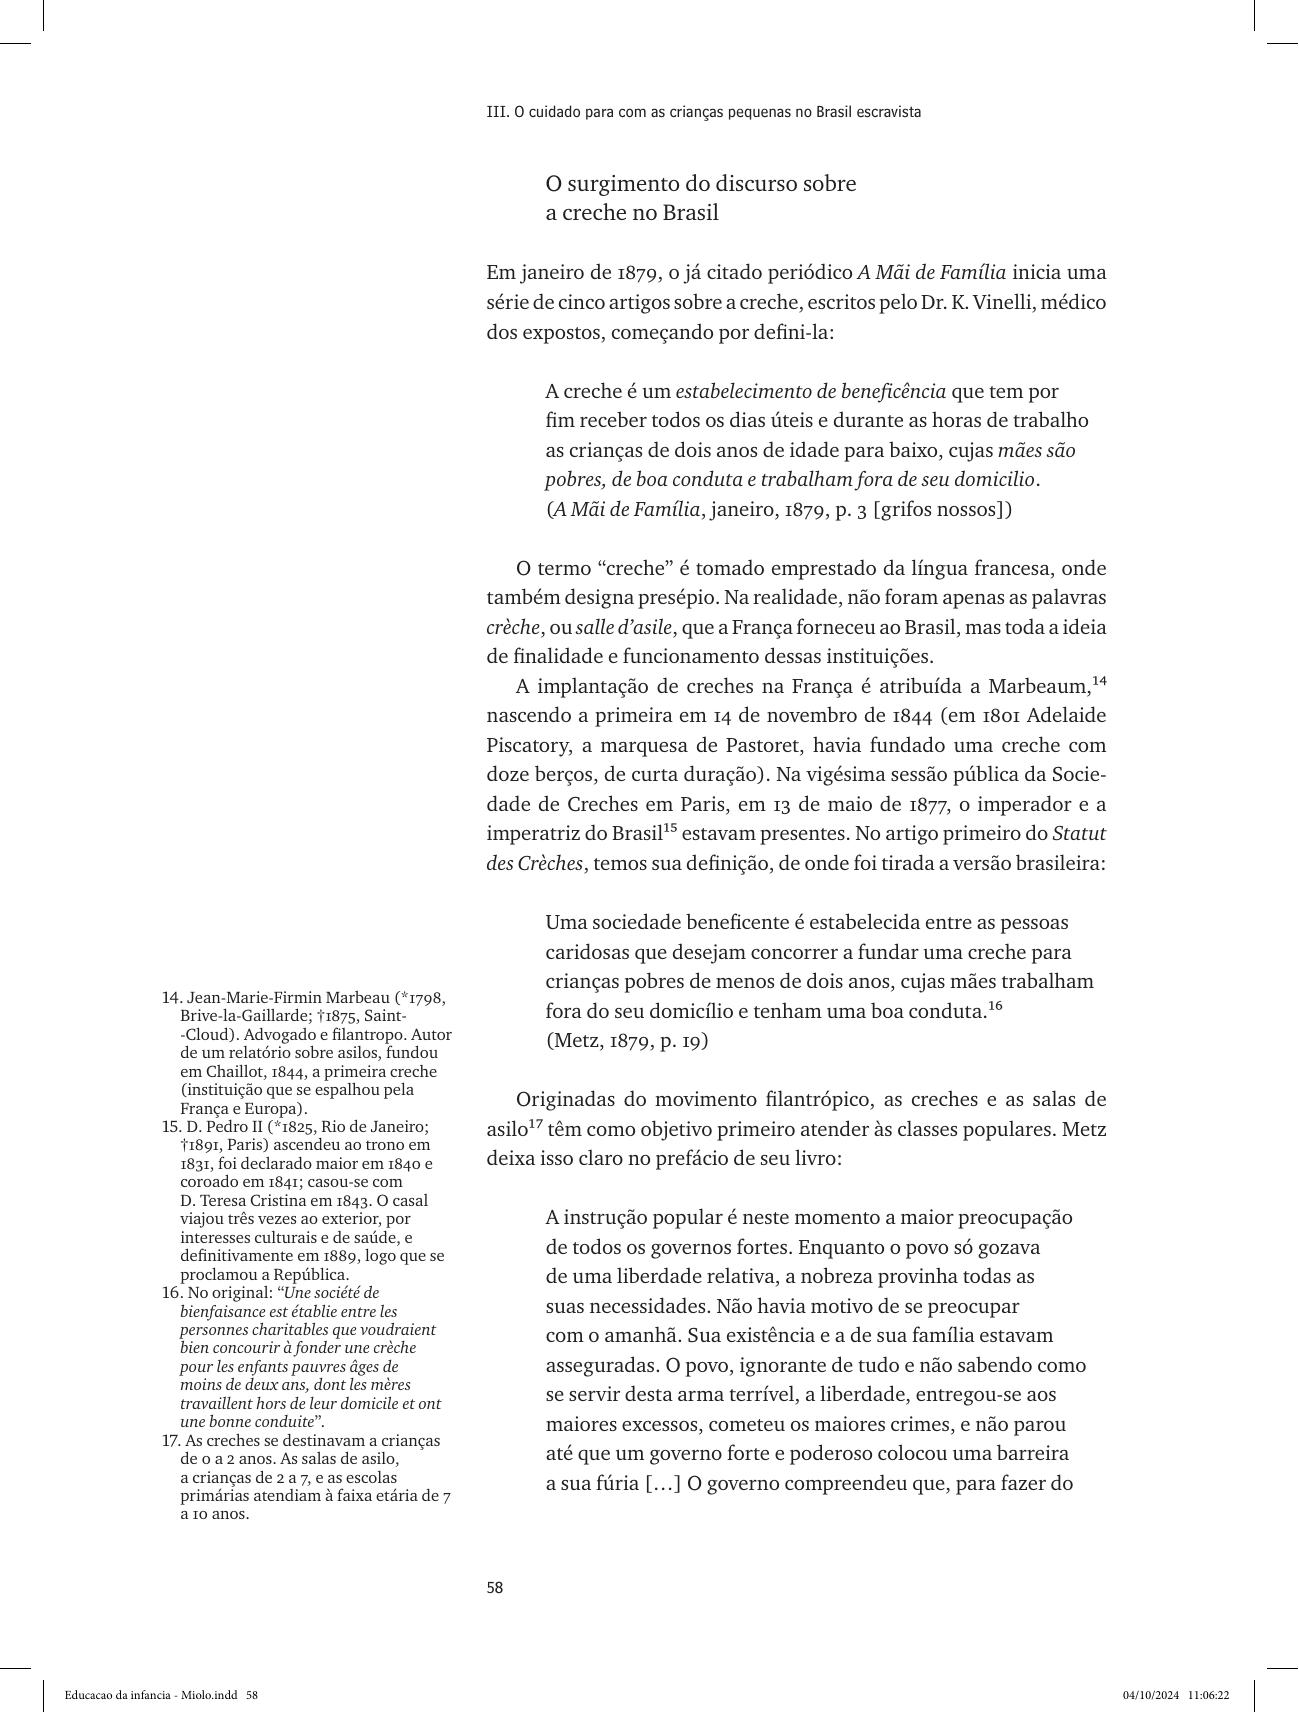 III. O cuidado para com as crianças pequenas no Brasil escravista
O surgimento do discurso sobre
a creche no Brasil
Em janeiro de 1879, o já citado periódico A Mãi de Família inicia uma
série de cinco artigos sobre a creche, escritos pelo Dr. K. Vinelli, médico
dos expostos, começando por defini-la:
A creche é um estabelecimento de beneficência que tem por
fim receber todos os dias úteis e durante as horas de trabalho
as crianças de dois anos de idade para baixo, cujas mães são
pobres, de boa conduta e trabalham fora de seu domicilio.
(A Mãi de Família, janeiro, 1879, p. 3 [grifos nossos])
O termo “creche” é tomado emprestado da língua francesa, onde
também designa presépio. Na realidade, não foram apenas as palavras
crèche, ou salle d’asile, que a França forneceu ao Brasil, mas toda a ideia
de finalidade e funcionamento dessas instituições.
A implantação de creches na França é atribuída a Marbeaum,¹⁴
nascendo a primeira em 14 de novembro de 1844 (em 1801 Adelaide
Piscatory, a marquesa de Pastoret, havia fundado uma creche com
doze berços, de curta duração). Na vigésima sessão pública da Socie-
dade de Creches em Paris, em 13 de maio de 1877, o imperador e a
imperatriz do Brasil¹⁵ estavam presentes. No artigo primeiro do Statut
des Crèches, temos sua definição, de onde foi tirada a versão brasileira:
Uma sociedade beneficente é estabelecida entre as pessoas
caridosas que desejam concorrer a fundar uma creche para
crianças pobres de menos de dois anos, cujas mães trabalham
fora do seu domicílio e tenham uma boa conduta.¹⁶
(Metz, 1879, p. 19)
Originadas do movimento filantrópico, as creches e as salas de
asilo¹⁷ têm como objetivo primeiro atender às classes populares. Metz
deixa isso claro no prefácio de seu livro:
A instrução popular é neste momento a maior preocupação
de todos os governos fortes. Enquanto o povo só gozava
de uma liberdade relativa, a nobreza provinha todas as
suas necessidades. Não havia motivo de se preocupar
com o amanhã. Sua existência e a de sua família estavam
asseguradas. O povo, ignorante de tudo e não sabendo como
se servir desta arma terrível, a liberdade, entregou-se aos
maiores excessos, cometeu os maiores crimes, e não parou
até que um governo forte e poderoso colocou uma barreira
a sua fúria […] O governo compreendeu que, para fazer do
14. Jean-Marie-Firmin Marbeau (*1798,
Brive-la-Gaillarde; †1875, Saint-
-Cloud). Advogado e filantropo. Autor
de um relatório sobre asilos, fundou
em Chaillot, 1844, a primeira creche
(instituição que se espalhou pela
França e Europa).
15. D. Pedro II (*1825, Rio de Janeiro;
†1891, Paris) ascendeu ao trono em
1831, foi declarado maior em 1840 e
coroado em 1841; casou-se com
D. Teresa Cristina em 1843. O casal
viajou três vezes ao exterior, por
interesses culturais e de saúde, e
definitivamente em 1889, logo que se
proclamou a República.
16. No original: “Une société de
bienfaisance est établie entre les
personnes charitables que voudraient
bien concourir à fonder une crèche
pour les enfants pauvres âges de
moins de deux ans, dont les mères
travaillent hors de leur domicile et ont
une bonne conduite”.
17. As creches se destinavam a crianças
de 0 a 2 anos. As salas de asilo,
a crianças de 2 a 7, e as escolas
primárias atendiam à faixa etária de 7
a 10 anos.
58
Educacao da infancia - Miolo.indd 58
04/10/2024 11:06:22